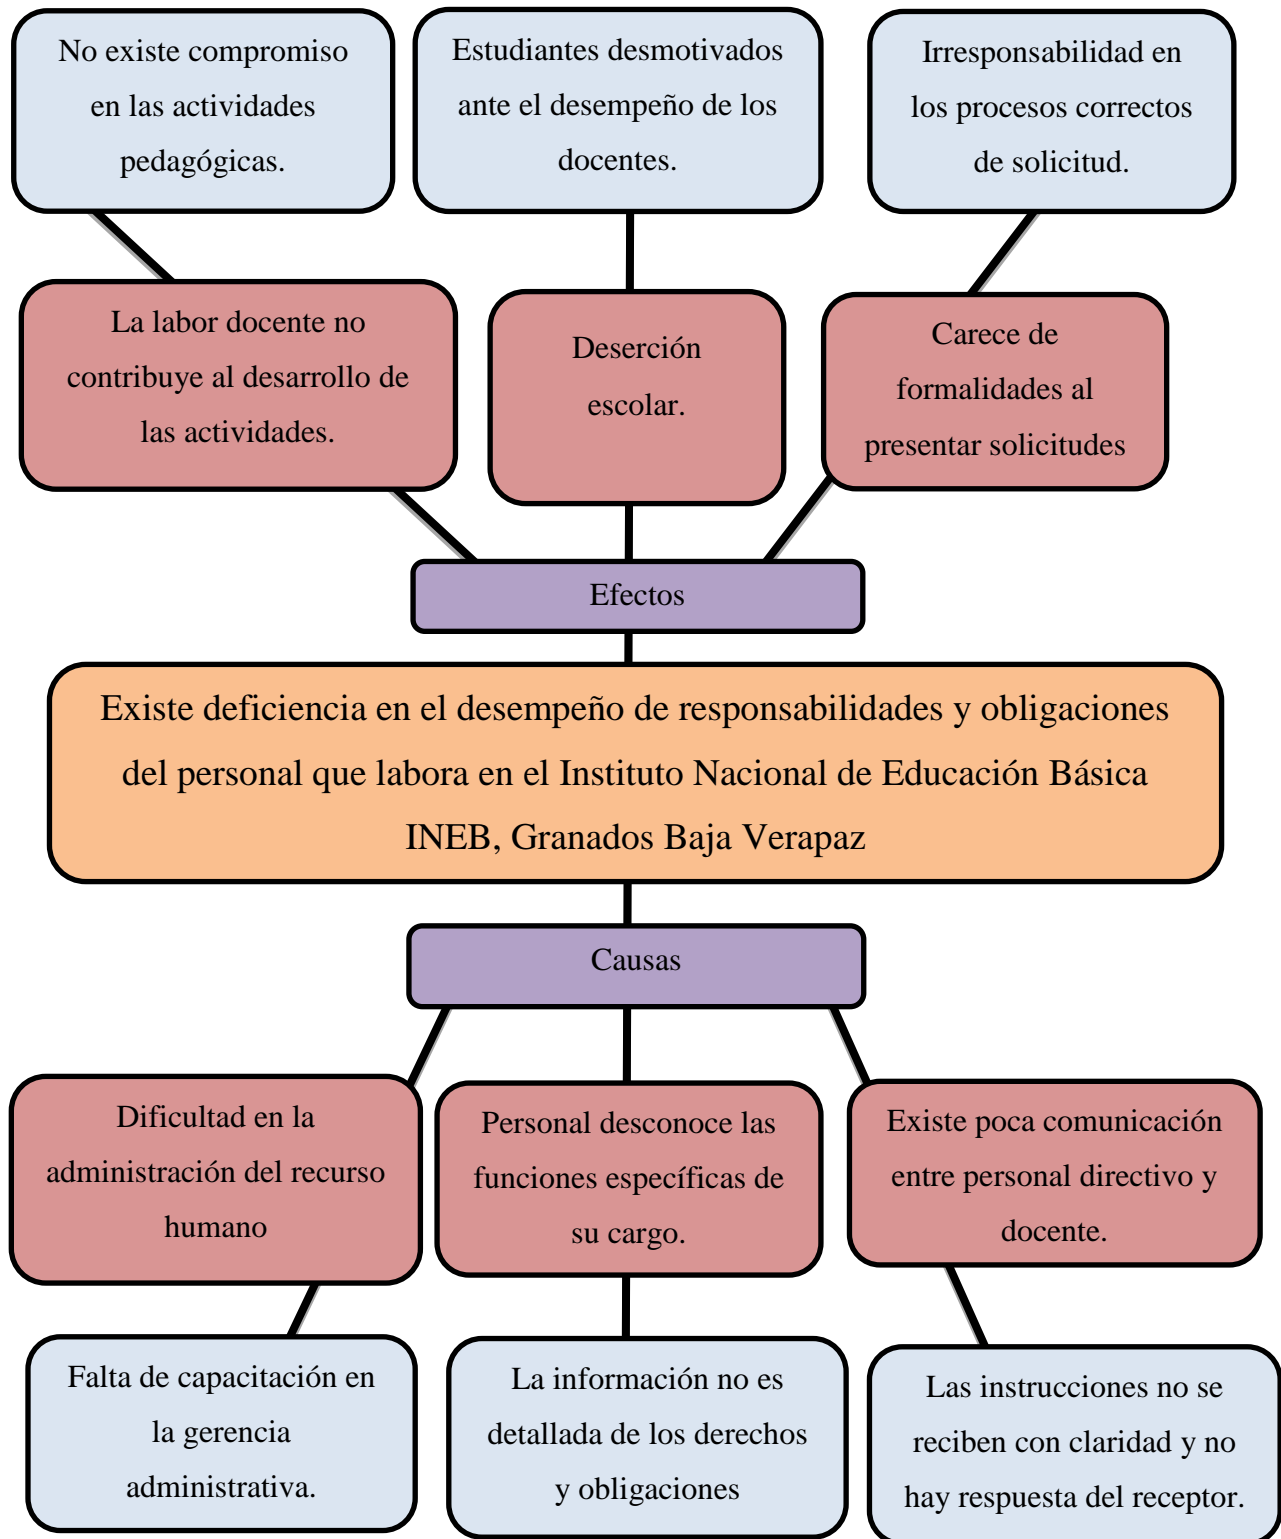 No existe compromiso
en las actividades
pedagógicas.
Estudiantes desmotivados
ante el desempeño de los
docentes.
Irresponsabilidad en
los procesos correctos
de solicitud.
La labor docente no
contribuye al desarrollo de
las actividades.
Deserción
escolar.
Carece de
formalidades al
presentar solicitudes
Efectos
Existe deficiencia en el desempeño de responsabilidades y obligaciones
del personal que labora en el Instituto Nacional de Educación Básica
INEB, Granados Baja Verapaz
Causas
Dificultad en la
administración del recurso
humano
Personal desconoce las
funciones específicas de
su cargo.
Existe poca comunicación
entre personal directivo y
docente.
Falta de capacitación en
la gerencia
administrativa.
La información no es
detallada de los derechos
y obligaciones
Las instrucciones no se
reciben con claridad y no
hay respuesta del receptor.